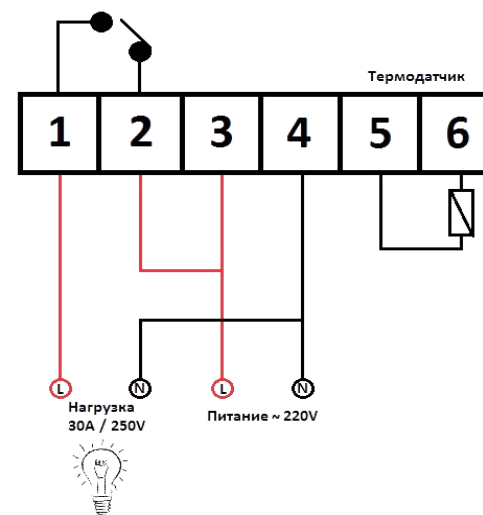 Термодатчик
1 2 3 4 5 6
L N L N
Нагрузка
30А / 250V
Питание ~ 220V